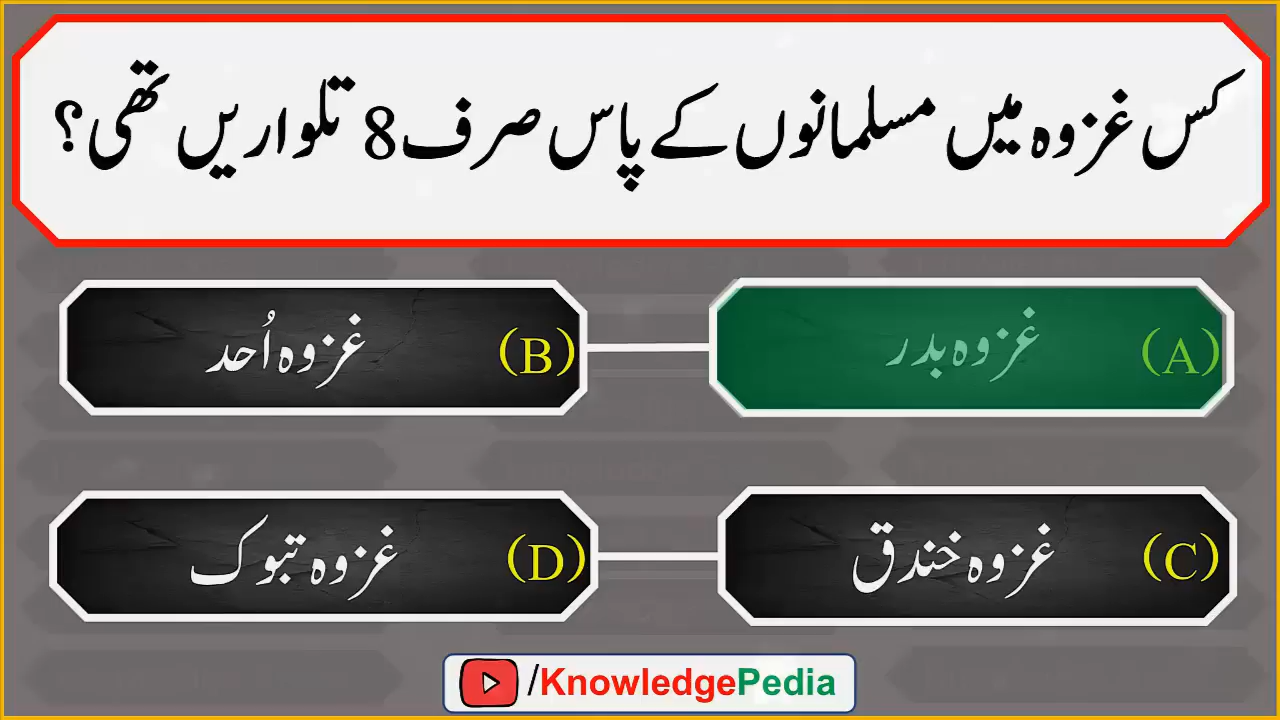 کس غزوہ میں مسلمانوں کے پاس صرف 8 تلواریں تھی؟
(A) غزوہ بدر
(B) غزوہ اُحد
(C) غزوہ خندق
(D) غزوہ تبوک
/KnowledgePedia